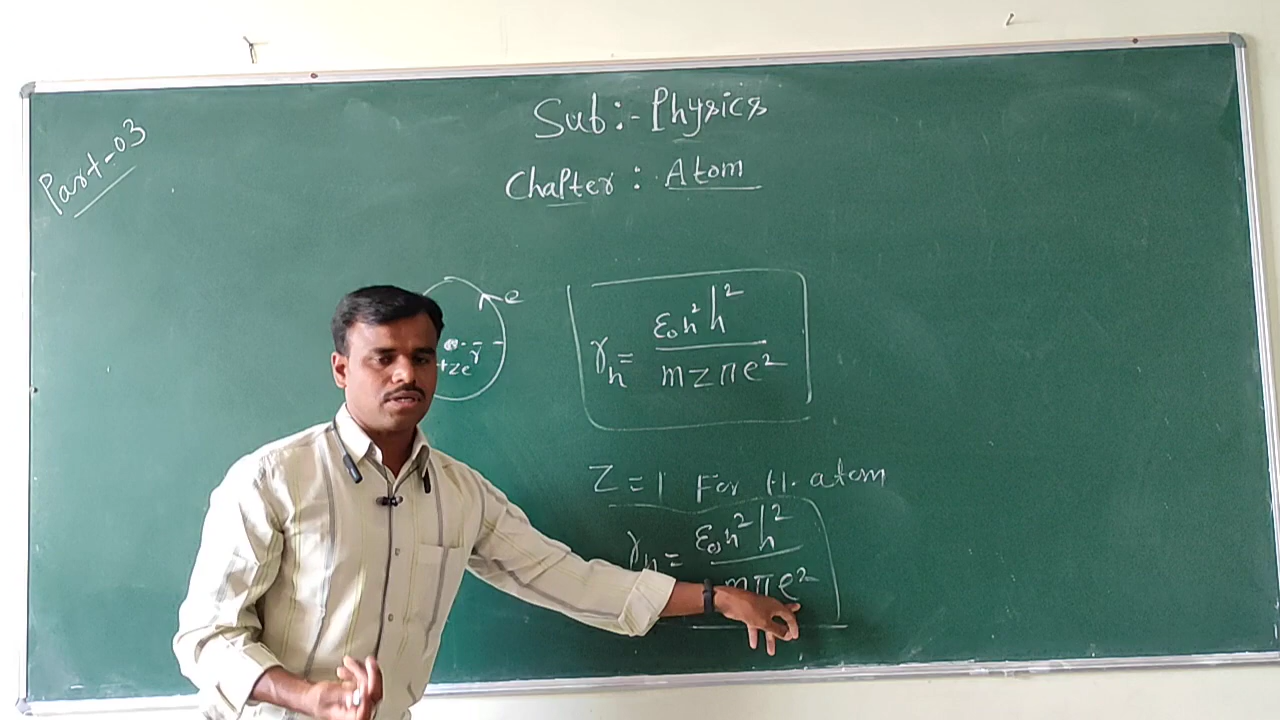 Part-03
Sub:- Physics
Chapter : Atom
e
r
+ze
rₙ = ε₀n²h² / mzπe²
Z = 1 For H. atom
rₙ = ε₀n²h² / mπe²